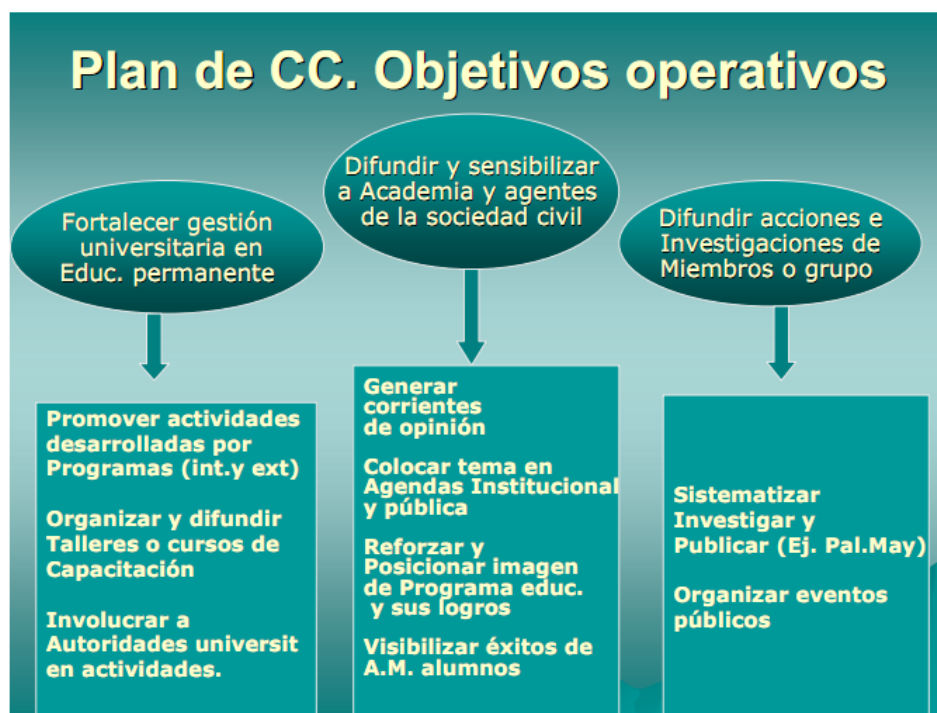 Plan de CC. Objetivos operativos
Fortalecer gestión
universitaria en
Educ. permanente
Promover actividades
desarrolladas por
Programas (int.y ext)
Organizar y difundir
Talleres o cursos de
Capacitación
Involucrar a
Autoridades universit
en actividades.
Difundir y sensibilizar
a Academia y agentes
de la sociedad civil
Generar
corrientes
de opinión
Colocar tema en
Agendas Institucional
y pública
Reforzar y
Posicionar imagen
de Programa educ.
y sus logros
Visibilizar éxitos de
A.M. alumnos
Difundir acciones e
Investigaciones de
Miembros o grupo
Sistematizar
Investigar y
Publicar (Ej. Pal.May)
Organizar eventos
públicos